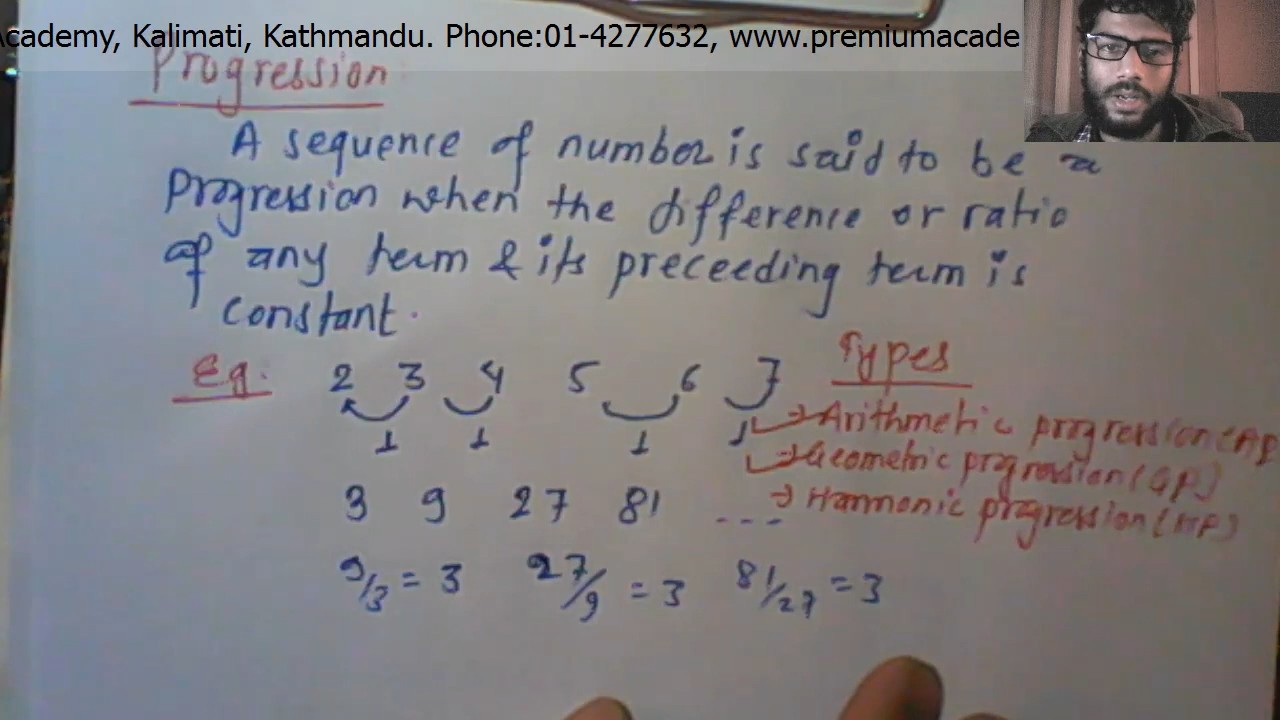 cademy, Kalimati, Kathmandu. Phone:01-4277632, www.premiumacade
Progression
A sequence of number is said to be a
Progression when the difference or ratio
of any term & its preceeding term is
constant.
Eg: 2 3 4 5 6 7
1 1 1 1
3 9 27 81 ---
9/3 = 3 27/9 = 3 81/27 = 3
Types
→ Arithmetic progression (AP
→ Geometric progression (GP)
→ Harmonic progression (HP)